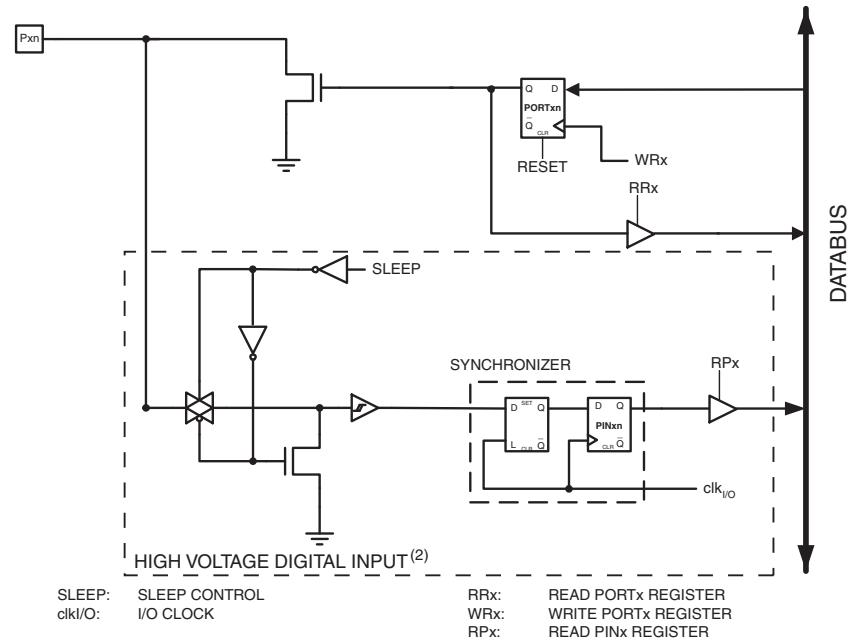 Pxn
Q D
PORTxn
Q
CLR
RESET
WRx
RRx
DATABUS
SLEEP
SYNCHRONIZER
RPx
D SET Q
L CLR Q
D Q
PINxn
CLR Q
clkI/O
HIGH VOLTAGE DIGITAL INPUT(2)
SLEEP: SLEEP CONTROL
clkI/O: I/O CLOCK
RRx: READ PORTx REGISTER
WRx: WRITE PORTx REGISTER
RPx: READ PINx REGISTER